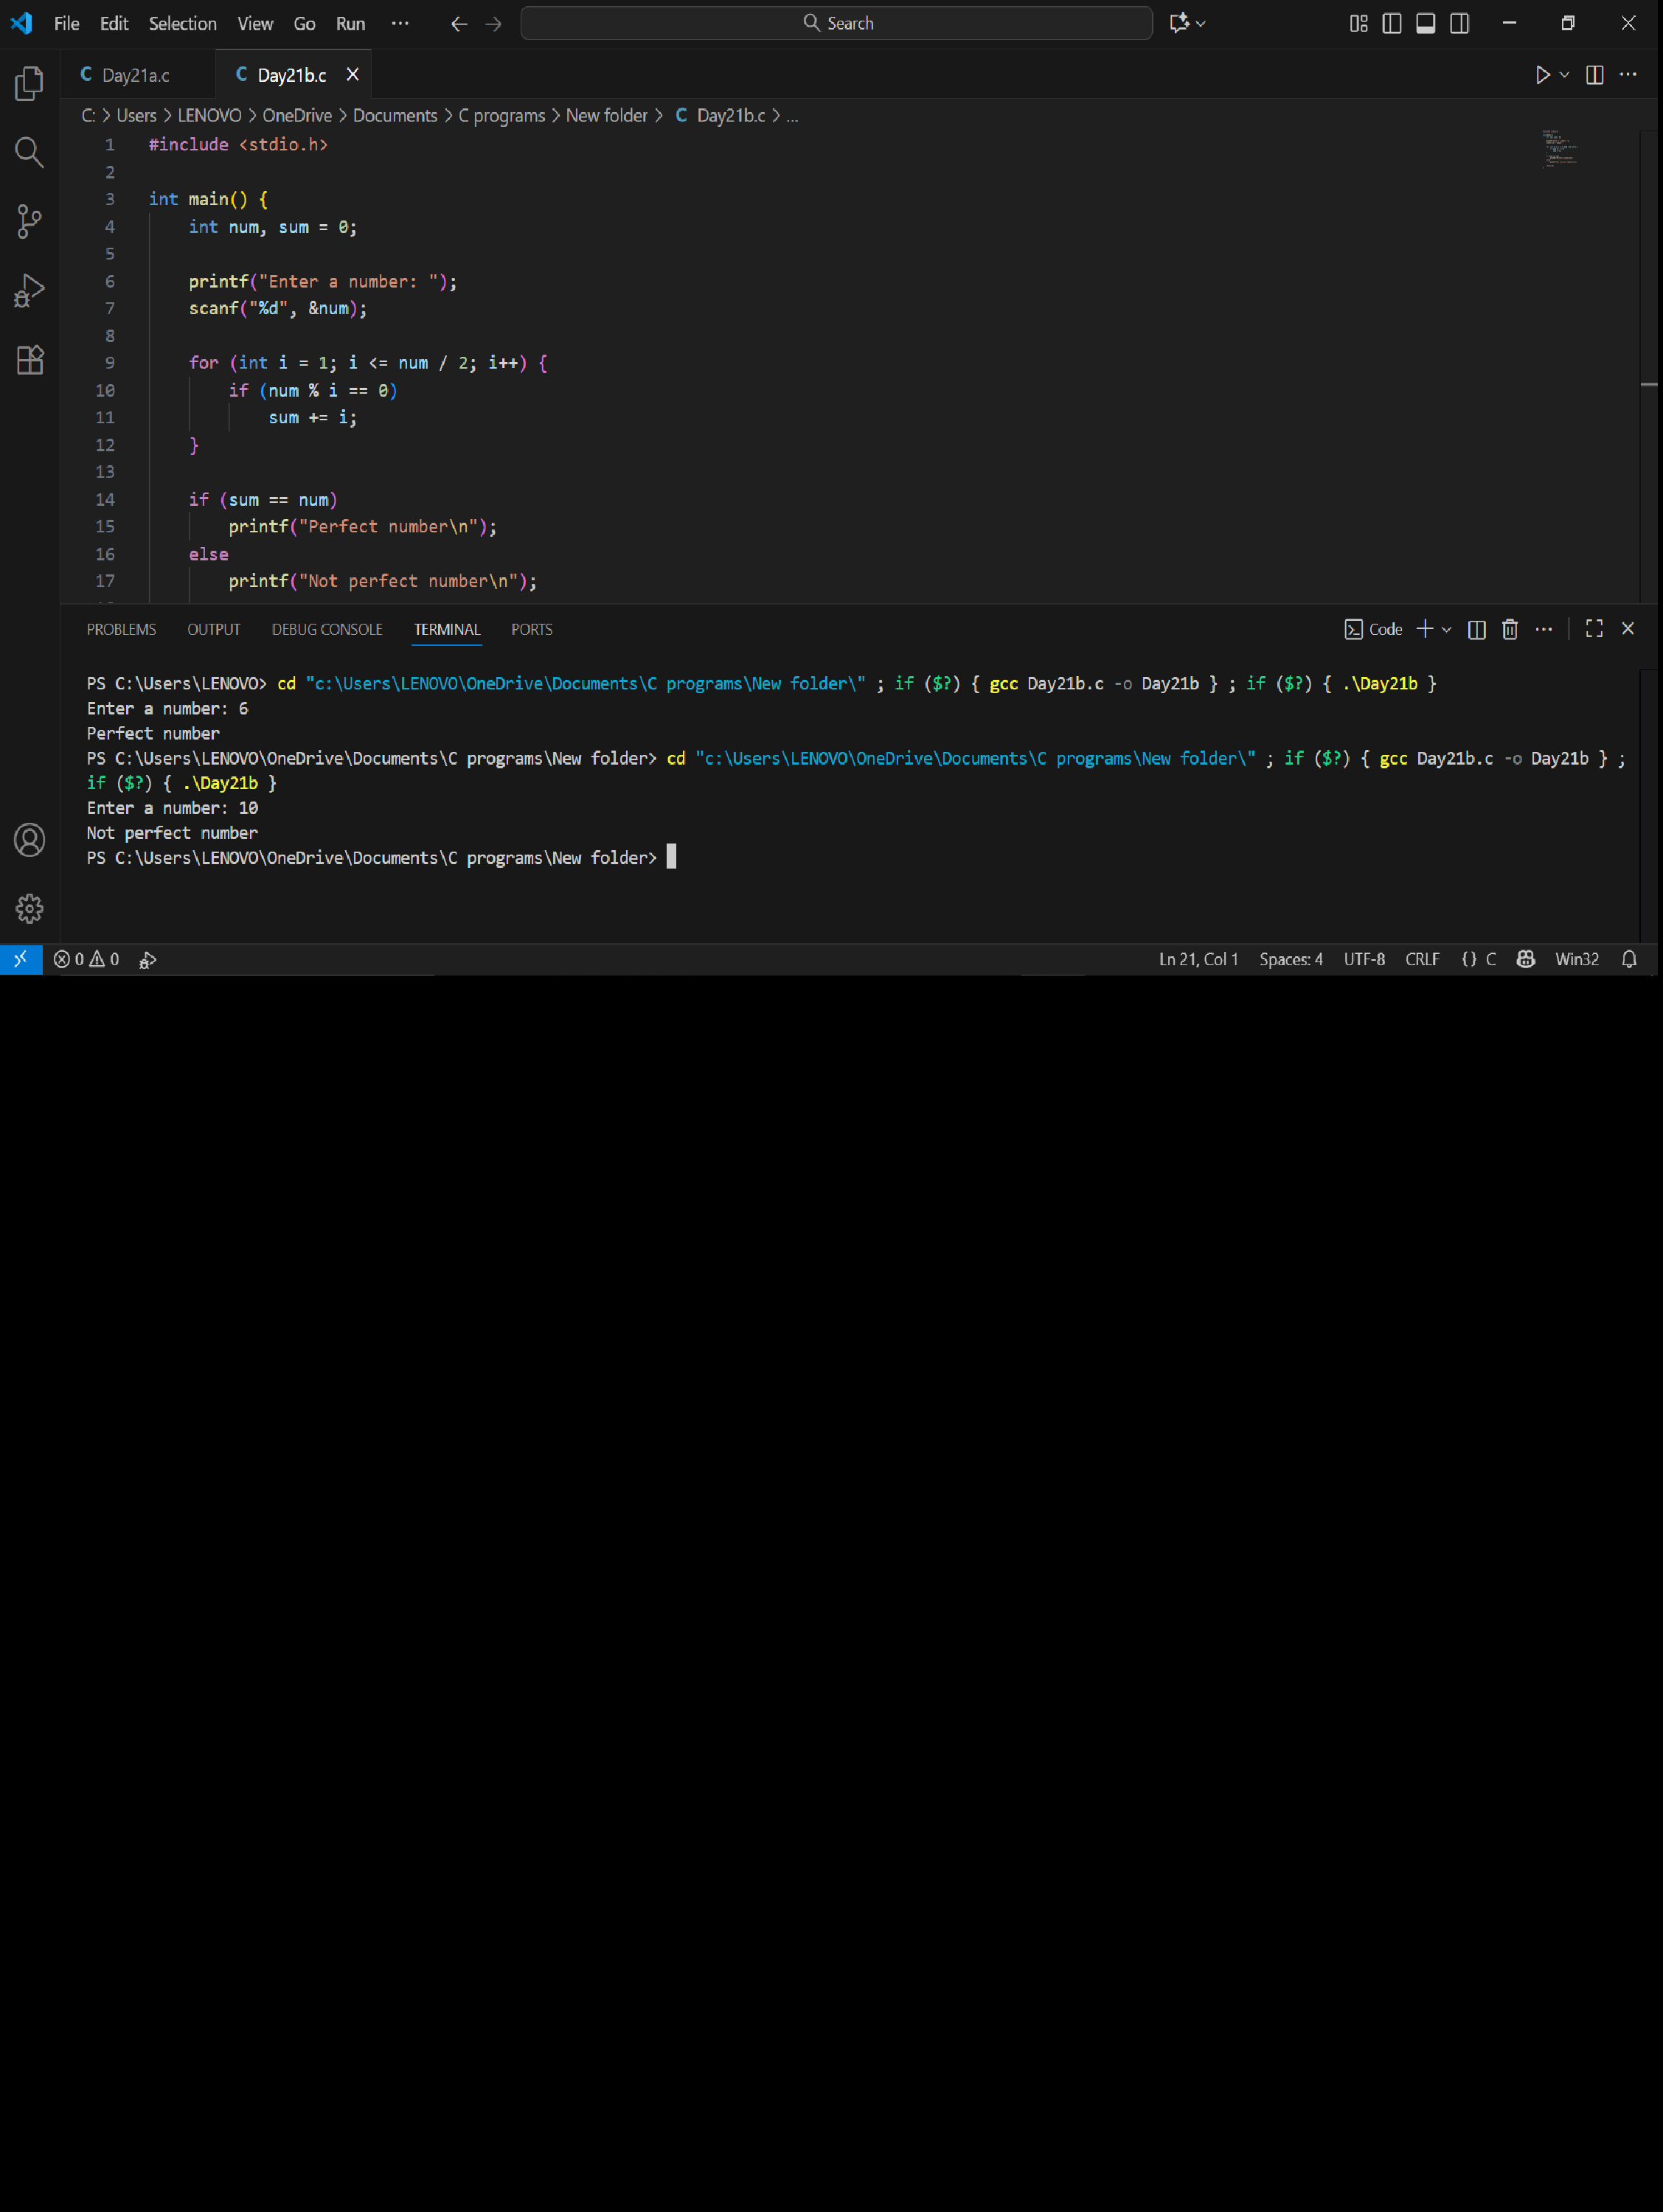 File Edit Selection View Go Run ··· Search
C Day21a.c C Day21b.c
C: > Users > LENOVO > OneDrive > Documents > C programs > New folder > C Day21b.c > ...
1 #include <stdio.h>
2
3 int main() {
4     int num, sum = 0;
5
6     printf("Enter a number: ");
7     scanf("%d", &num);
8
9     for (int i = 1; i <= num / 2; i++) {
10         if (num % i == 0)
11             sum += i;
12     }
13
14     if (sum == num)
15         printf("Perfect number\n");
16     else
17         printf("Not perfect number\n");
PROBLEMS OUTPUT DEBUG CONSOLE TERMINAL PORTS Code
PS C:\Users\LENOVO> cd "c:\Users\LENOVO\OneDrive\Documents\C programs\New folder\" ; if ($?) { gcc Day21b.c -o Day21b } ; if ($?) { .\Day21b }
Enter a number: 6
Perfect number
PS C:\Users\LENOVO\OneDrive\Documents\C programs\New folder> cd "c:\Users\LENOVO\OneDrive\Documents\C programs\New folder\" ; if ($?) { gcc Day21b.c -o Day21b } ;
if ($?) { .\Day21b }
Enter a number: 10
Not perfect number
PS C:\Users\LENOVO\OneDrive\Documents\C programs\New folder>
0 0 Ln 21, Col 1 Spaces: 4 UTF-8 CRLF {} C Win32